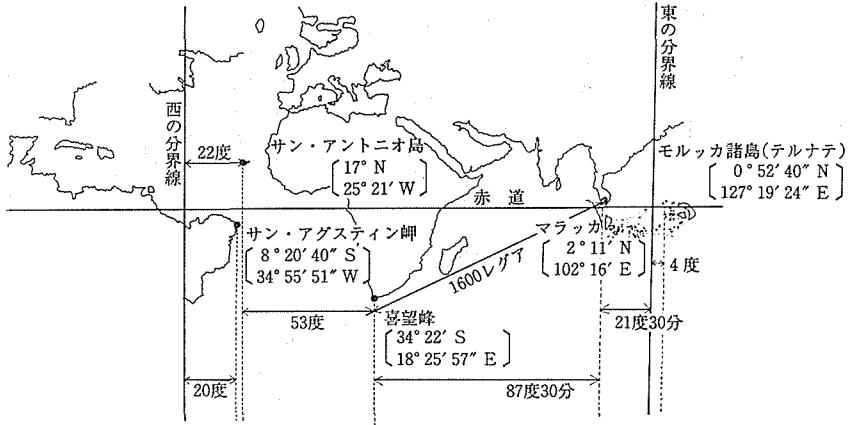 東の分界線
西の分界線
22度
サン・アントニオ島
17° N
25° 21′ W
モルッカ諸島(テルナテ)
0° 52′ 40″ N
127° 19′ 24″ E
赤道
サン・アグスティン岬
8° 20′ 40″ S
34° 55′ 51″ W
マラッカ
2° 11′ N
102° 16′ E
1600レグア
4度
53度
喜望峰
34° 22′ S
18° 25′ 57″ E
21度30分
20度
87度30分